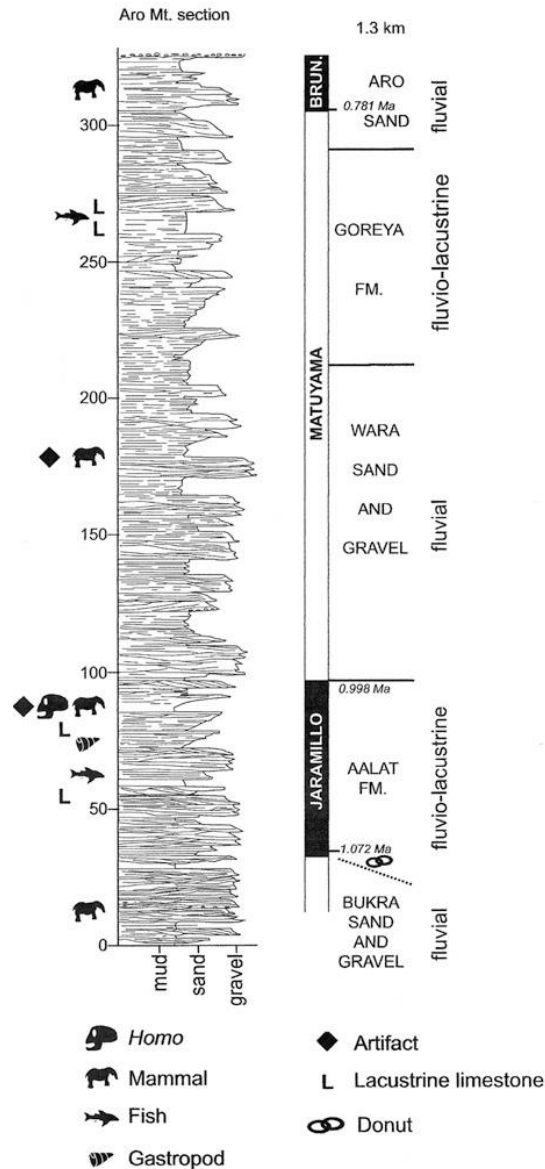 Aro Mt. section
1.3 km
BRUN.
ARO
0.781 Ma
SAND
fluvial
300
L
L
GOREYA
250
FM.
fluvio-lacustrine
MATUYAMA
200
WARA
SAND
AND
GRAVEL
fluvial
150
100
0.998 Ma
L
JARAMILLO
AALAT
FM.
fluvio-lacustrine
L
50
1.072 Ma
BUKRA
SAND
AND
GRAVEL
fluvial
0
mud
sand
gravel
Homo
Artifact
Mammal
L Lacustrine limestone
Fish
Donut
Gastropod